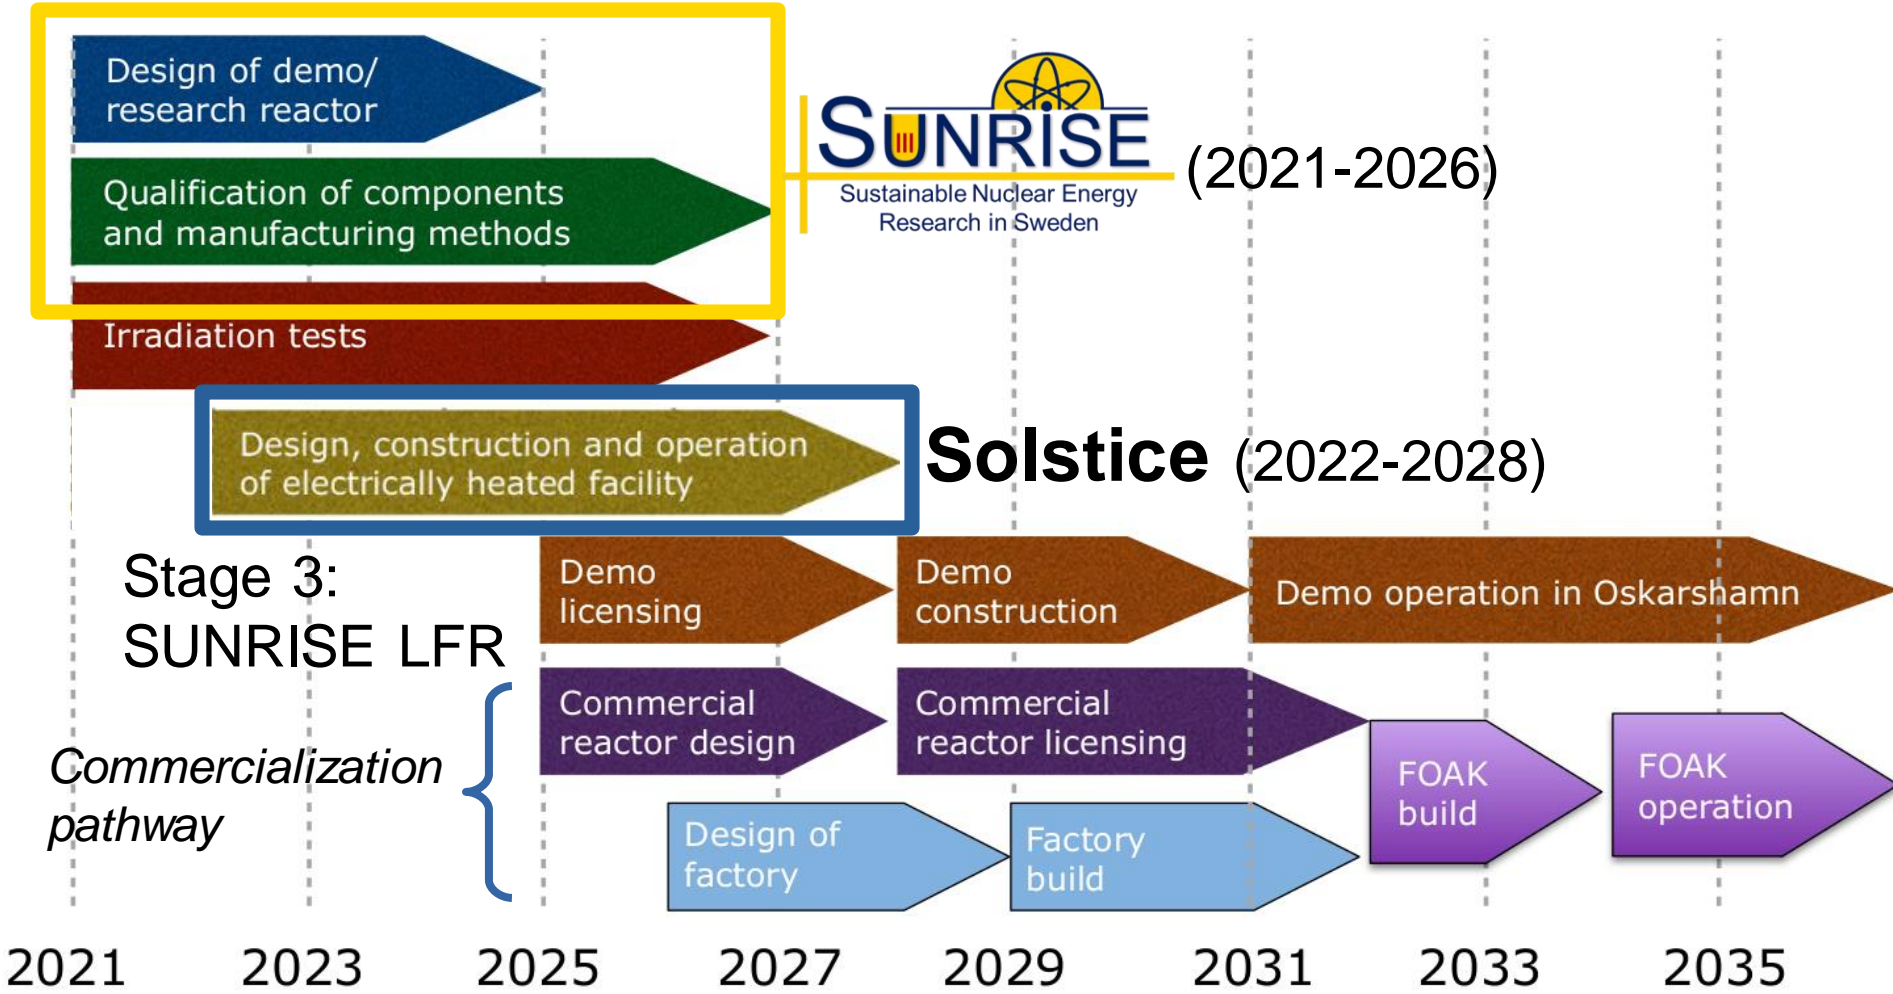 Design of demo/
research reactor
SUNRISE
Sustainable Nuclear Energy
Research in Sweden
(2021-2026)
Qualification of components
and manufacturing methods
Irradiation tests
Design, construction and operation
of electrically heated facility
Solstice (2022-2028)
Stage 3:
SUNRISE LFR
Demo
licensing
Demo
construction
Demo operation in Oskarshamn
Commercialization
pathway
Commercial
reactor design
Commercial
reactor licensing
FOAK
build
FOAK
operation
Design of
factory
Factory
build
2021 2023 2025 2027 2029 2031 2033 2035